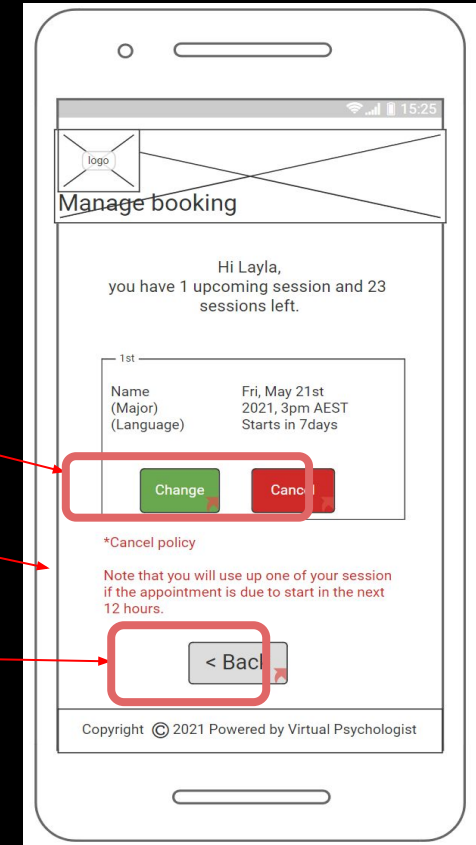 15:25
logo
Manage booking
Hi Layla,
you have 1 upcoming session and 23
sessions left.
1st
Name Fri, May 21st
(Major) 2021, 3pm AEST
(Language) Starts in 7days
Change Cancel
*Cancel policy
Note that you will use up one of your session
if the appointment is due to start in the next
12 hours.
< Back
Copyright © 2021 Powered by Virtual Psychologist